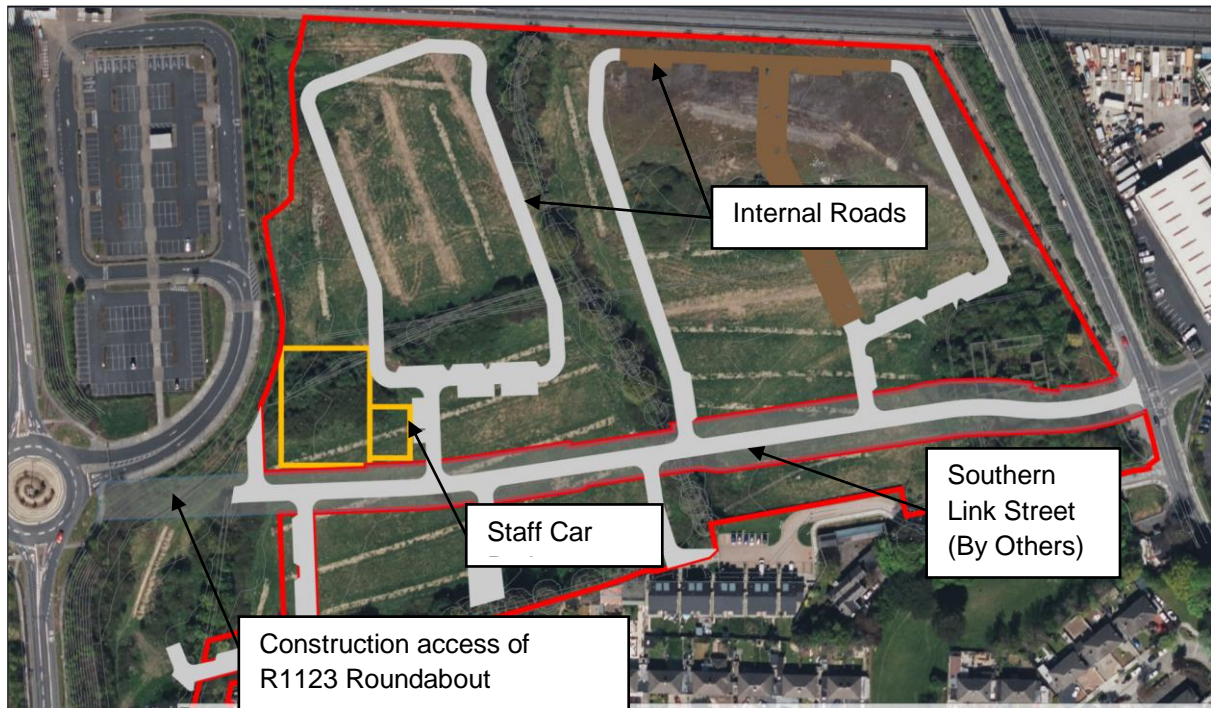 Internal Roads
Staff Car
Southern
Link Street
(By Others)
Construction access of
R1123 Roundabout